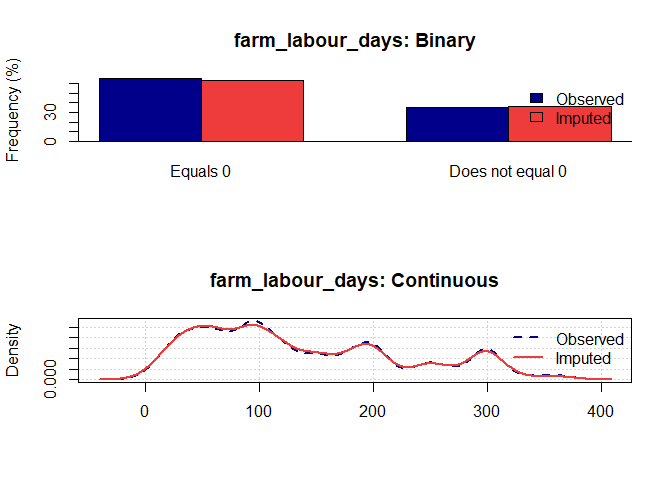 farm_labour_days: Binary
Frequency (%)
30
0
Observed
Imputed
Equals 0
Does not equal 0
farm_labour_days: Continuous
Density
0.000
Observed
Imputed
0
100
200
300
400